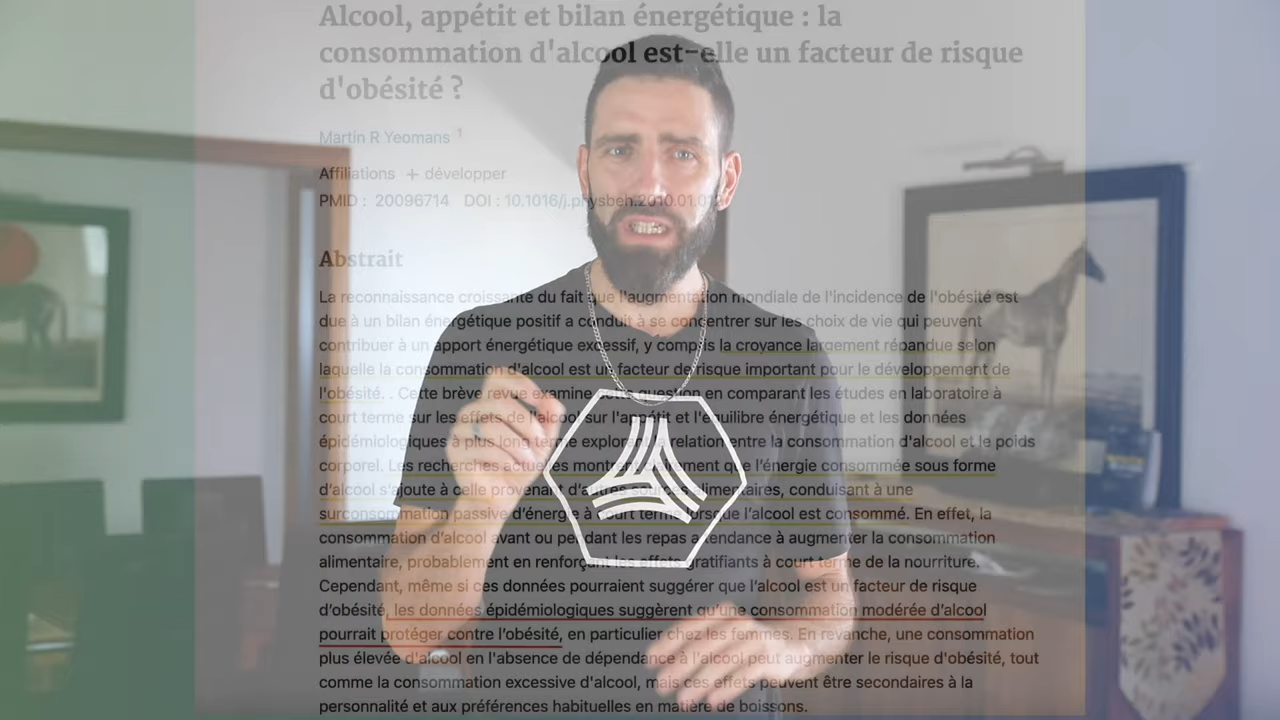 Alcool, appétit et bilan énergétique : la
consommation d'alcool est-elle un facteur de risque
d'obésité ?
Martin R Yeomans 1
Affiliations + développer
PMID : 20096714 DOI : 10.1016/j.physbeh.2010.01.01
Abstrait
La reconnaissance croissante du fait que l'augmentation mondiale de l'incidence de l'obésité est
due à un bilan énergétique positif a conduit à se concentrer sur les choix de vie qui peuvent
contribuer à un apport énergétique excessif, y compris la croyance largement répandue selon
laquelle la consommation d'alcool est un facteur de risque important pour le développement de
l'obésité. . Cette brève revue examine cette question en comparant les études en laboratoire à
court terme sur les effets de l'alcool sur l'appétit et l'équilibre énergétique et les données
épidémiologiques à plus long terme explorant la relation entre la consommation d'alcool et le poids
corporel. Les recherches actuelles montrent clairement que l'énergie consommée sous forme
d'alcool s'ajoute à celle provenant d'autres sources alimentaires, conduisant à une
surconsommation passive d'énergie à court terme lorsque l'alcool est consommé. En effet, la
consommation d'alcool avant ou pendant les repas a tendance à augmenter la consommation
alimentaire, probablement en renforçant les effets gratifiants à court terme de la nourriture.
Cependant, même si ces données pourraient suggérer que l'alcool est un facteur de risque
d'obésité, les données épidémiologiques suggèrent qu'une consommation modérée d'alcool
pourrait protéger contre l'obésité, en particulier chez les femmes. En revanche, une consommation
plus élevée d'alcool en l'absence de dépendance à l'alcool peut augmenter le risque d'obésité, tout
comme la consommation excessive d'alcool, mais ces effets peuvent être secondaires à la
personnalité et aux préférences habituelles en matière de boissons.